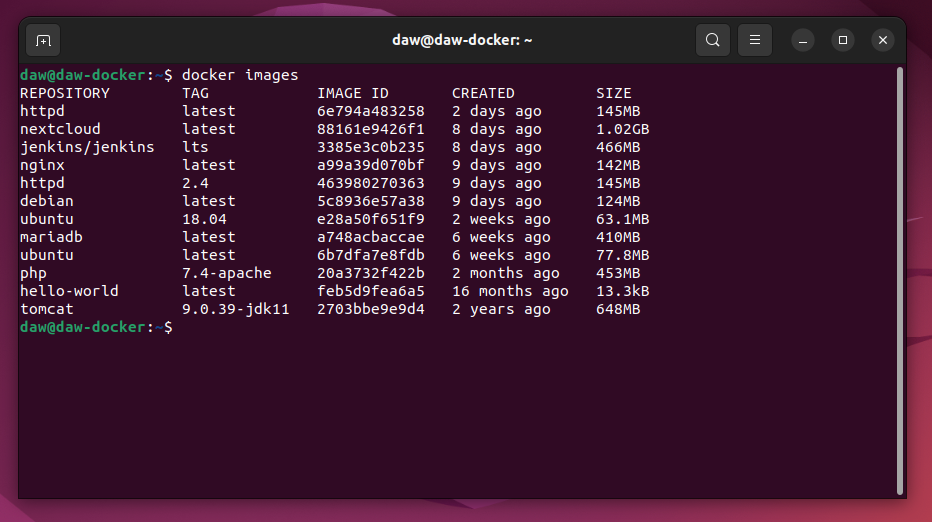 daw@daw-docker: ~
daw@daw-docker:~$ docker images
REPOSITORY TAG IMAGE ID CREATED SIZE
httpd latest 6e794a483258 2 days ago 145MB
nextcloud latest 88161e9426f1 8 days ago 1.02GB
jenkins/jenkins lts 3385e3c0b235 8 days ago 466MB
nginx latest a99a39d070bf 9 days ago 142MB
httpd 2.4 463980270363 9 days ago 145MB
debian latest 5c8936e57a38 9 days ago 124MB
ubuntu 18.04 e28a50f651f9 2 weeks ago 63.1MB
mariadb latest a748acbaccae 6 weeks ago 410MB
ubuntu latest 6b7dfa7e8fdb 6 weeks ago 77.8MB
php 7.4-apache 20a3732f422b 2 months ago 453MB
hello-world latest feb5d9fea6a5 16 months ago 13.3kB
tomcat 9.0.39-jdk11 2703bbe9e9d4 2 years ago 648MB
daw@daw-docker:~$